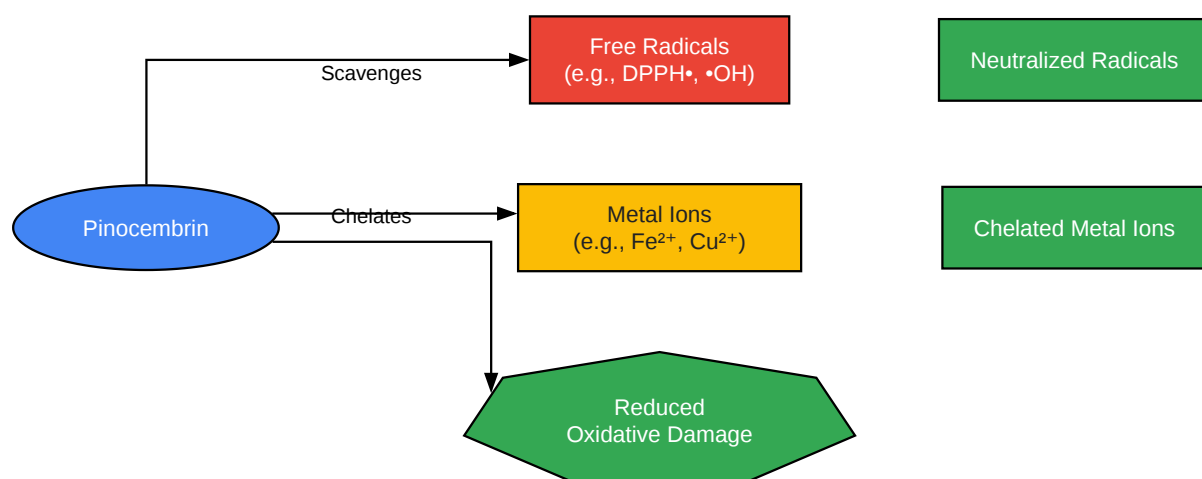 Free Radicals
(e.g., DPPH•, •OH)
Neutralized Radicals
Scavenges
Pinocembrin
Chelates
Metal Ions
(e.g., Fe²⁺, Cu²⁺)
Chelated Metal Ions
Reduced
Oxidative Damage